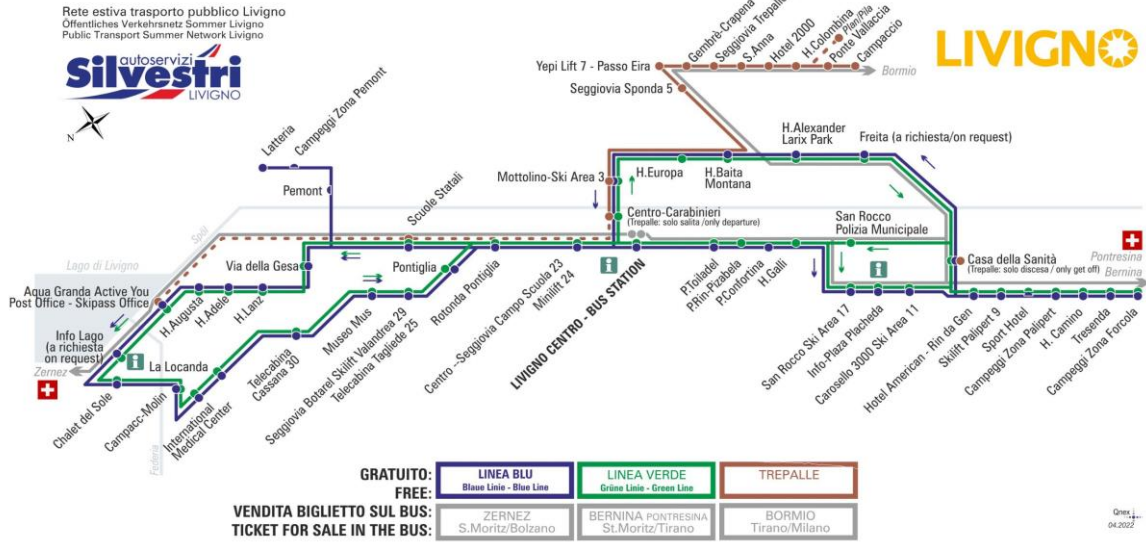 Rete estiva trasporto pubblico Livigno
Öffentliches Verkehrsnetz Sommer Livigno
Public Transport Summer Network Livigno
autoservizi
Silvestri
LIVIGNO
N
LIVIGNO
Gembrè-Crapena
Seggiovia Trepalle
S.Anna
Hotel 2000
H.Colombina
Plan/Pila
Ponte Vallaccia
Campaccio
Yepi Lift 7 - Passo Eira
Bormio
Seggiovia Sponda 5
Latteria
Campeggi Zona Pemont
Pemont
Mottolino-Ski Area 3
H.Europa
H.Baita
Montana
H.Alexander
Larix Park
Freita (a richiesta/on request)
Scuole Statali
Centro-Carabinieri
(Trepalle: solo salita /only departure)
San Rocco
Polizia Municipale
Spöl
Lago di Livigno
Via della Gesa
Pontiglia
Casa della Sanità
(Trepalle: solo discesa / only get off)
Pontresina
Bernina
Aqua Granda Active You
Post Office - Skipass Office
H.Augusta
H.Adele
H.Lanz
Info Lago
(a richiesta
on request)
Zernez
La Locanda
Chalet del Sole
Campacc-Molin
Federia
International
Medical Center
Telecabina
Cassana 30
Museo Mus
Seggiovia Botarel Skilift Valandrea 29
Telecabina Tagliede 25
Rotonda Pontiglia
Centro -Seggiovia Campo Scuola 23
Minilift 24
LIVIGNO CENTRO - BUS STATION
P.Toiladel
P.Rin-Pizabela
P.Confortina
H.Galli
San Rocco Ski Area 17
Info-Plaza Placheda
Carosello 3000 Ski Area 11
Hotel American - Rin da Gen
Skilift Palipert 9
Sport Hotel
Campeggi Zona Palipert
H. Camino
Tresenda
Campeggi Zona Forcola
GRATUITO:
FREE:
LINEA BLU
Blaue Linie - Blue Line
LINEA VERDE
Grüne Linie - Green Line
TREPALLE
VENDITA BIGLIETTO SUL BUS:
TICKET FOR SALE IN THE BUS:
ZERNEZ
S.Moritz/Bolzano
BERNINA PONTRESINA
St.Moritz/Tirano
BORMIO
Tirano/Milano
Qnex
04.2022